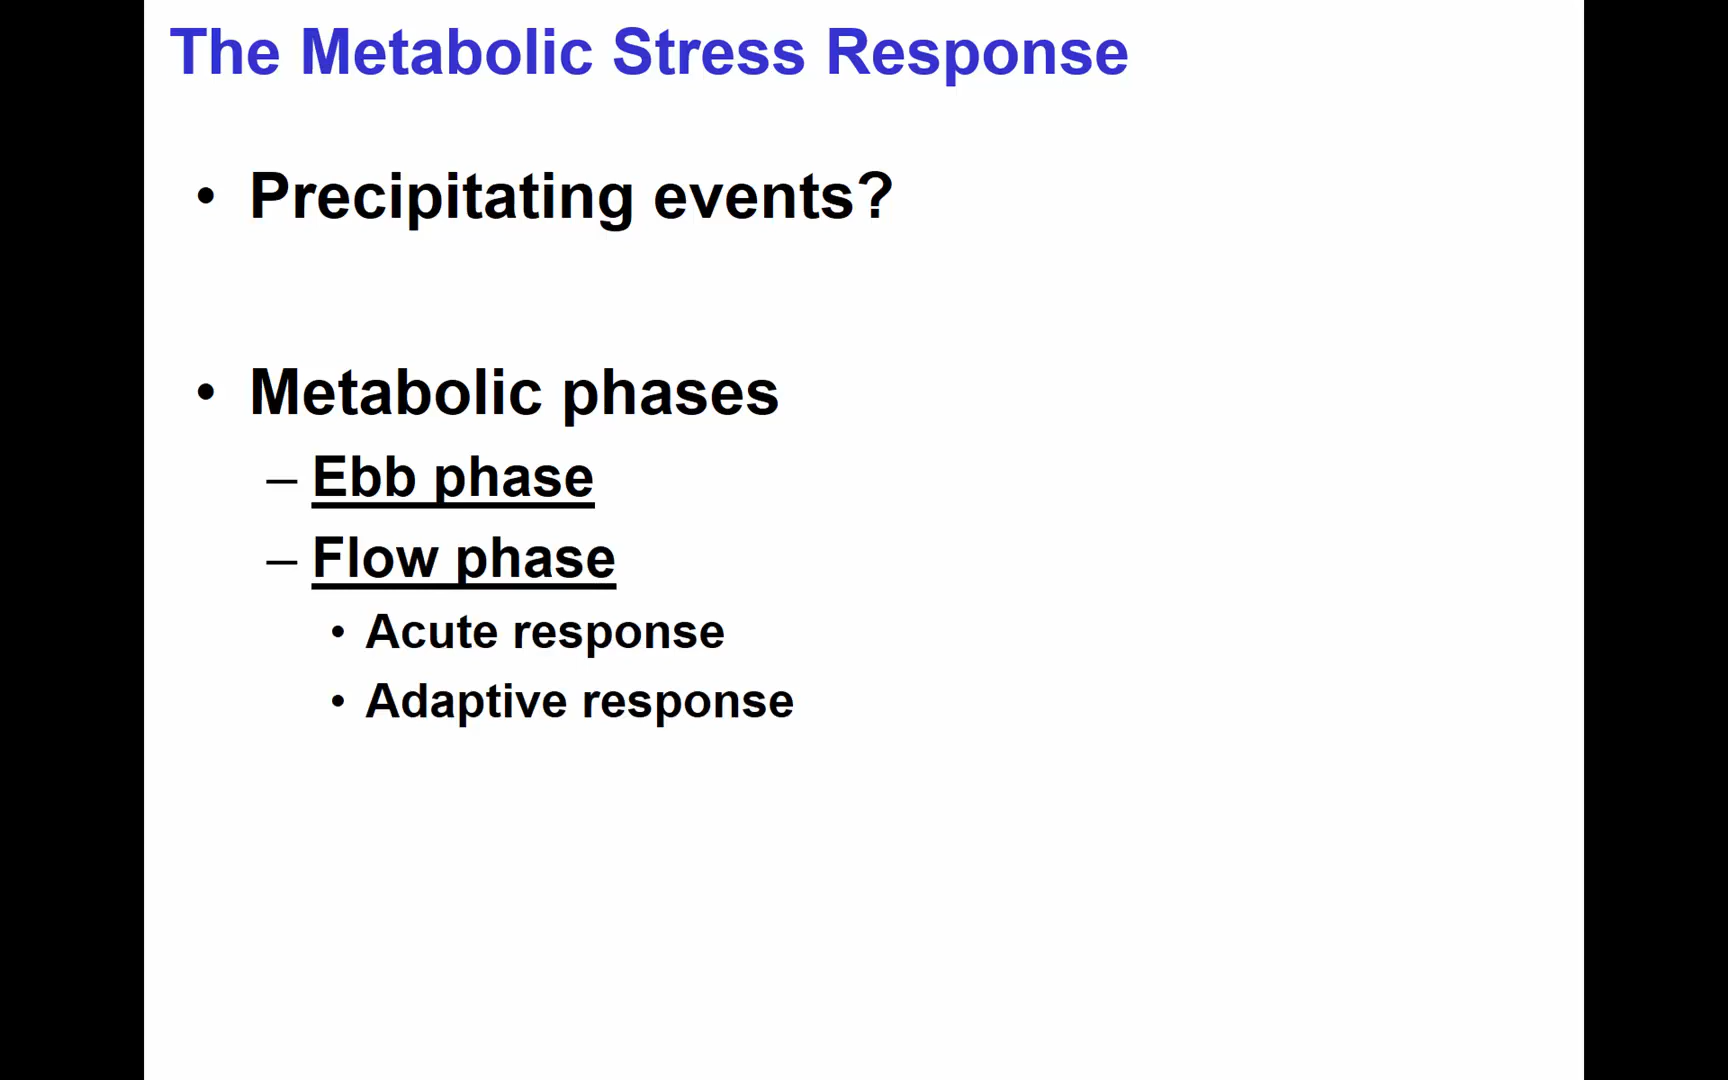 The Metabolic Stress Response
• Precipitating events?
• Metabolic phases
– Ebb phase
– Flow phase
• Acute response
• Adaptive response